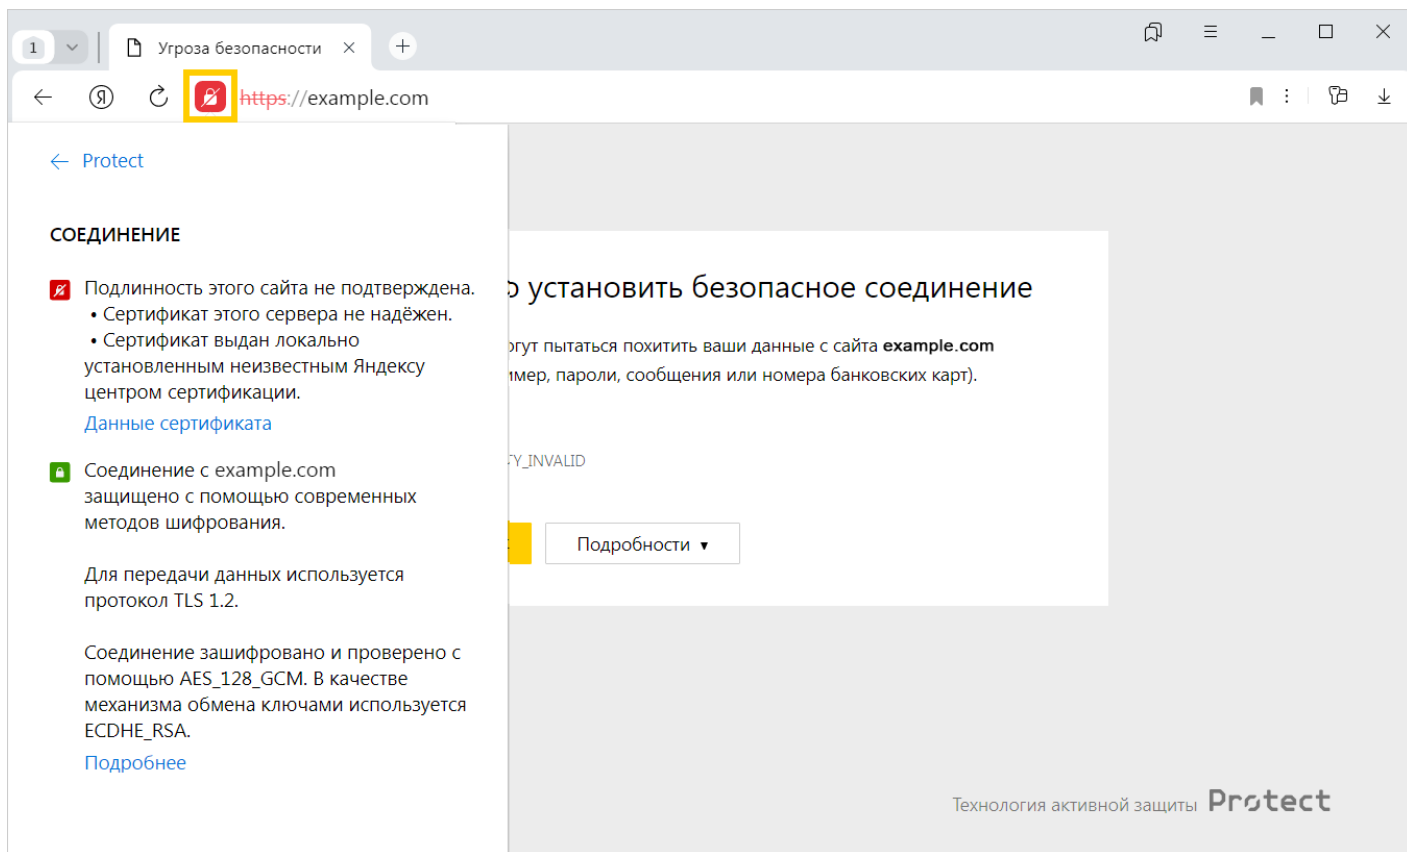 1
Угроза безопасности
https://example.com
Protect
СОЕДИНЕНИЕ
Подлинность этого сайта не подтверждена.
• Сертификат этого сервера не надёжен.
• Сертификат выдан локально
установленным неизвестным Яндексу
центром сертификации.
Данные сертификата
Соединение с example.com
защищено с помощью современных
методов шифрования.
Для передачи данных используется
протокол TLS 1.2.
Соединение зашифровано и проверено с
помощью AES_128_GCM. В качестве
механизма обмена ключами используется
ECDHE_RSA.
Подробнее
установить безопасное соединение
пытаться похитить ваши данные с сайта example.com
пароли, сообщения или номера банковских карт).
Y_INVALID
Подробности ▾
Технология активной защиты Protect